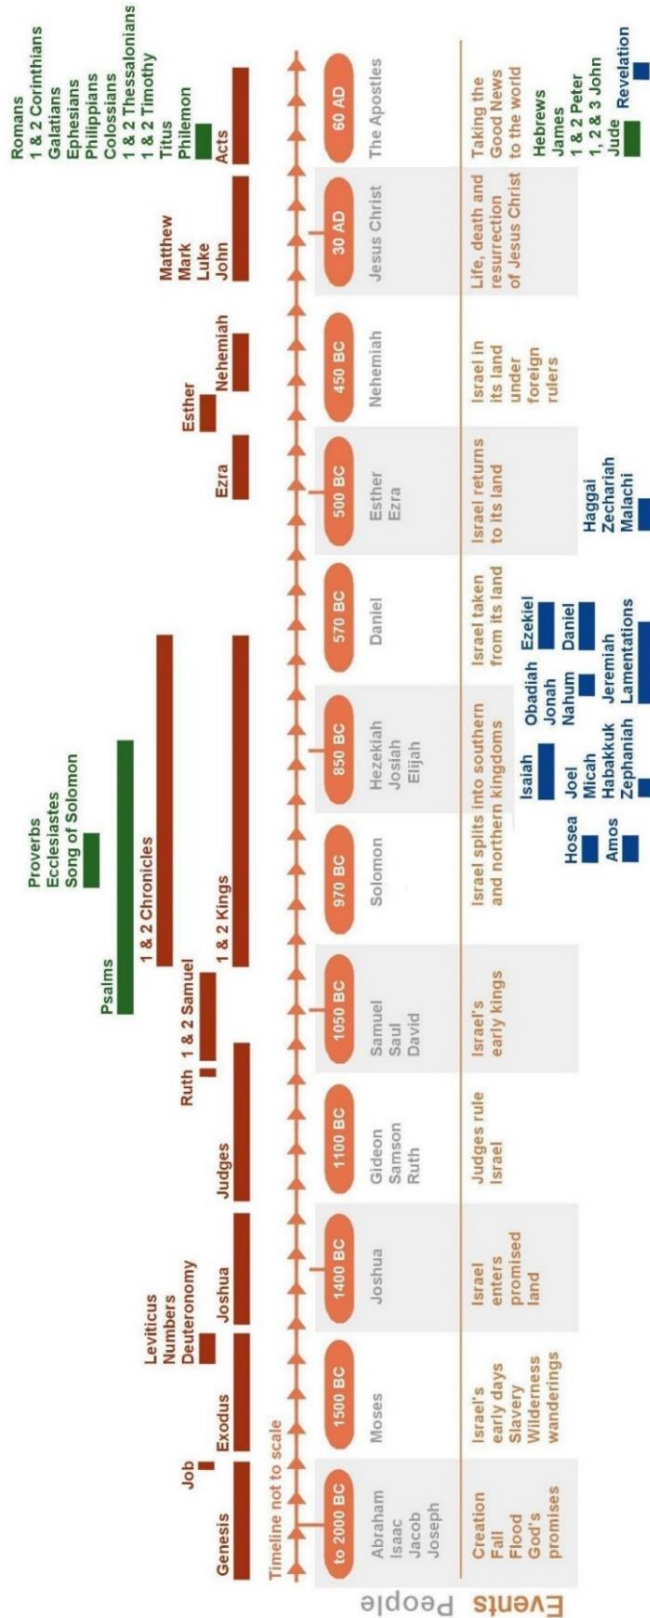 Proverbs
Ecclesiastes
Song of Solomon
Psalms
1 & 2 Chronicles
Ruth
1 & 2 Samuel
1 & 2 Kings
Leviticus
Numbers
Deuteronomy
Job
Genesis
Exodus
Joshua
Judges
Esther
Ezra
Nehemiah
Matthew
Mark
Luke
John
Romans
1 & 2 Corinthians
Galatians
Ephesians
Philippians
Colossians
1 & 2 Thessalonians
1 & 2 Timothy
Titus
Philemon
Acts
Timeline not to scale
to 2000 BC
1500 BC
1400 BC
1100 BC
1050 BC
970 BC
850 BC
570 BC
500 BC
450 BC
30 AD
60 AD
People
Abraham
Isaac
Jacob
Joseph
Moses
Joshua
Gideon
Samson
Ruth
Samuel
Saul
David
Solomon
Hezekiah
Josiah
Elijah
Daniel
Esther
Ezra
Nehemiah
Jesus Christ
The Apostles
Events
Creation
Fall
Flood
God's
promises
Israel's
early days
Slavery
Wilderness
wanderings
Israel
enters
promised
land
Judges rule
Israel
Israel's
early kings
Israel splits into southern
and northern kingdoms
Israel taken
from its land
Israel returns
to its land
Israel in
its land
under
foreign
rulers
Life, death and
resurrection
of Jesus Christ
Taking the
Good News
to the world
Hosea
Amos
Isaiah
Joel
Micah
Habakkuk
Zephaniah
Obadiah
Jonah
Nahum
Jeremiah
Lamentations
Ezekiel
Daniel
Haggai
Zechariah
Malachi
Hebrews
James
1 & 2 Peter
1, 2 & 3 John
Jude
Revelation